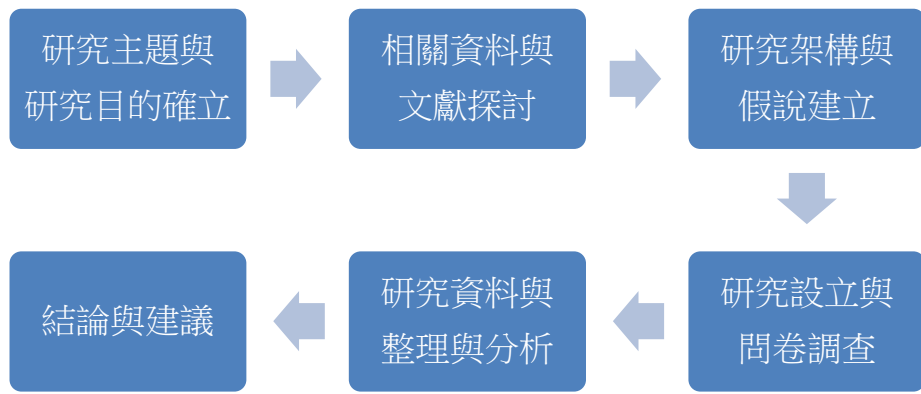 研究主題與
研究目的確立
相關資料與
文獻探討
研究架構與
假說建立
研究設立與
問卷調查
研究資料與
整理與分析
結論與建議